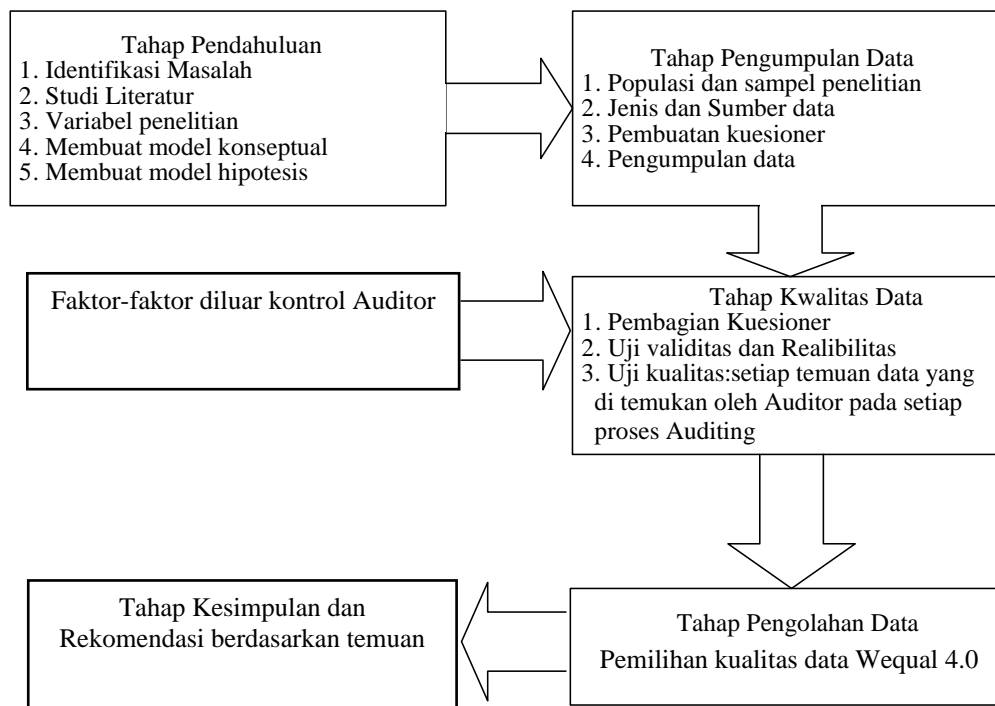 Tahap Pendahuluan
1. Identifikasi Masalah
2. Studi Literatur
3. Variabel penelitian
4. Membuat model konseptual
5. Membuat model hipotesis
Tahap Pengumpulan Data
1. Populasi dan sampel penelitian
2. Jenis dan Sumber data
3. Pembuatan kuesioner
4. Pengumpulan data
Faktor-faktor diluar kontrol Auditor
Tahap Kwalitas Data
1. Pembagian Kuesioner
2. Uji validitas dan Realibilitas
3. Uji kualitas:setiap temuan data yang
di temukan oleh Auditor pada setiap
proses Auditing
Tahap Pengolahan Data
Pemilihan kualitas data Wequal 4.0
Tahap Kesimpulan dan
Rekomendasi berdasarkan temuan